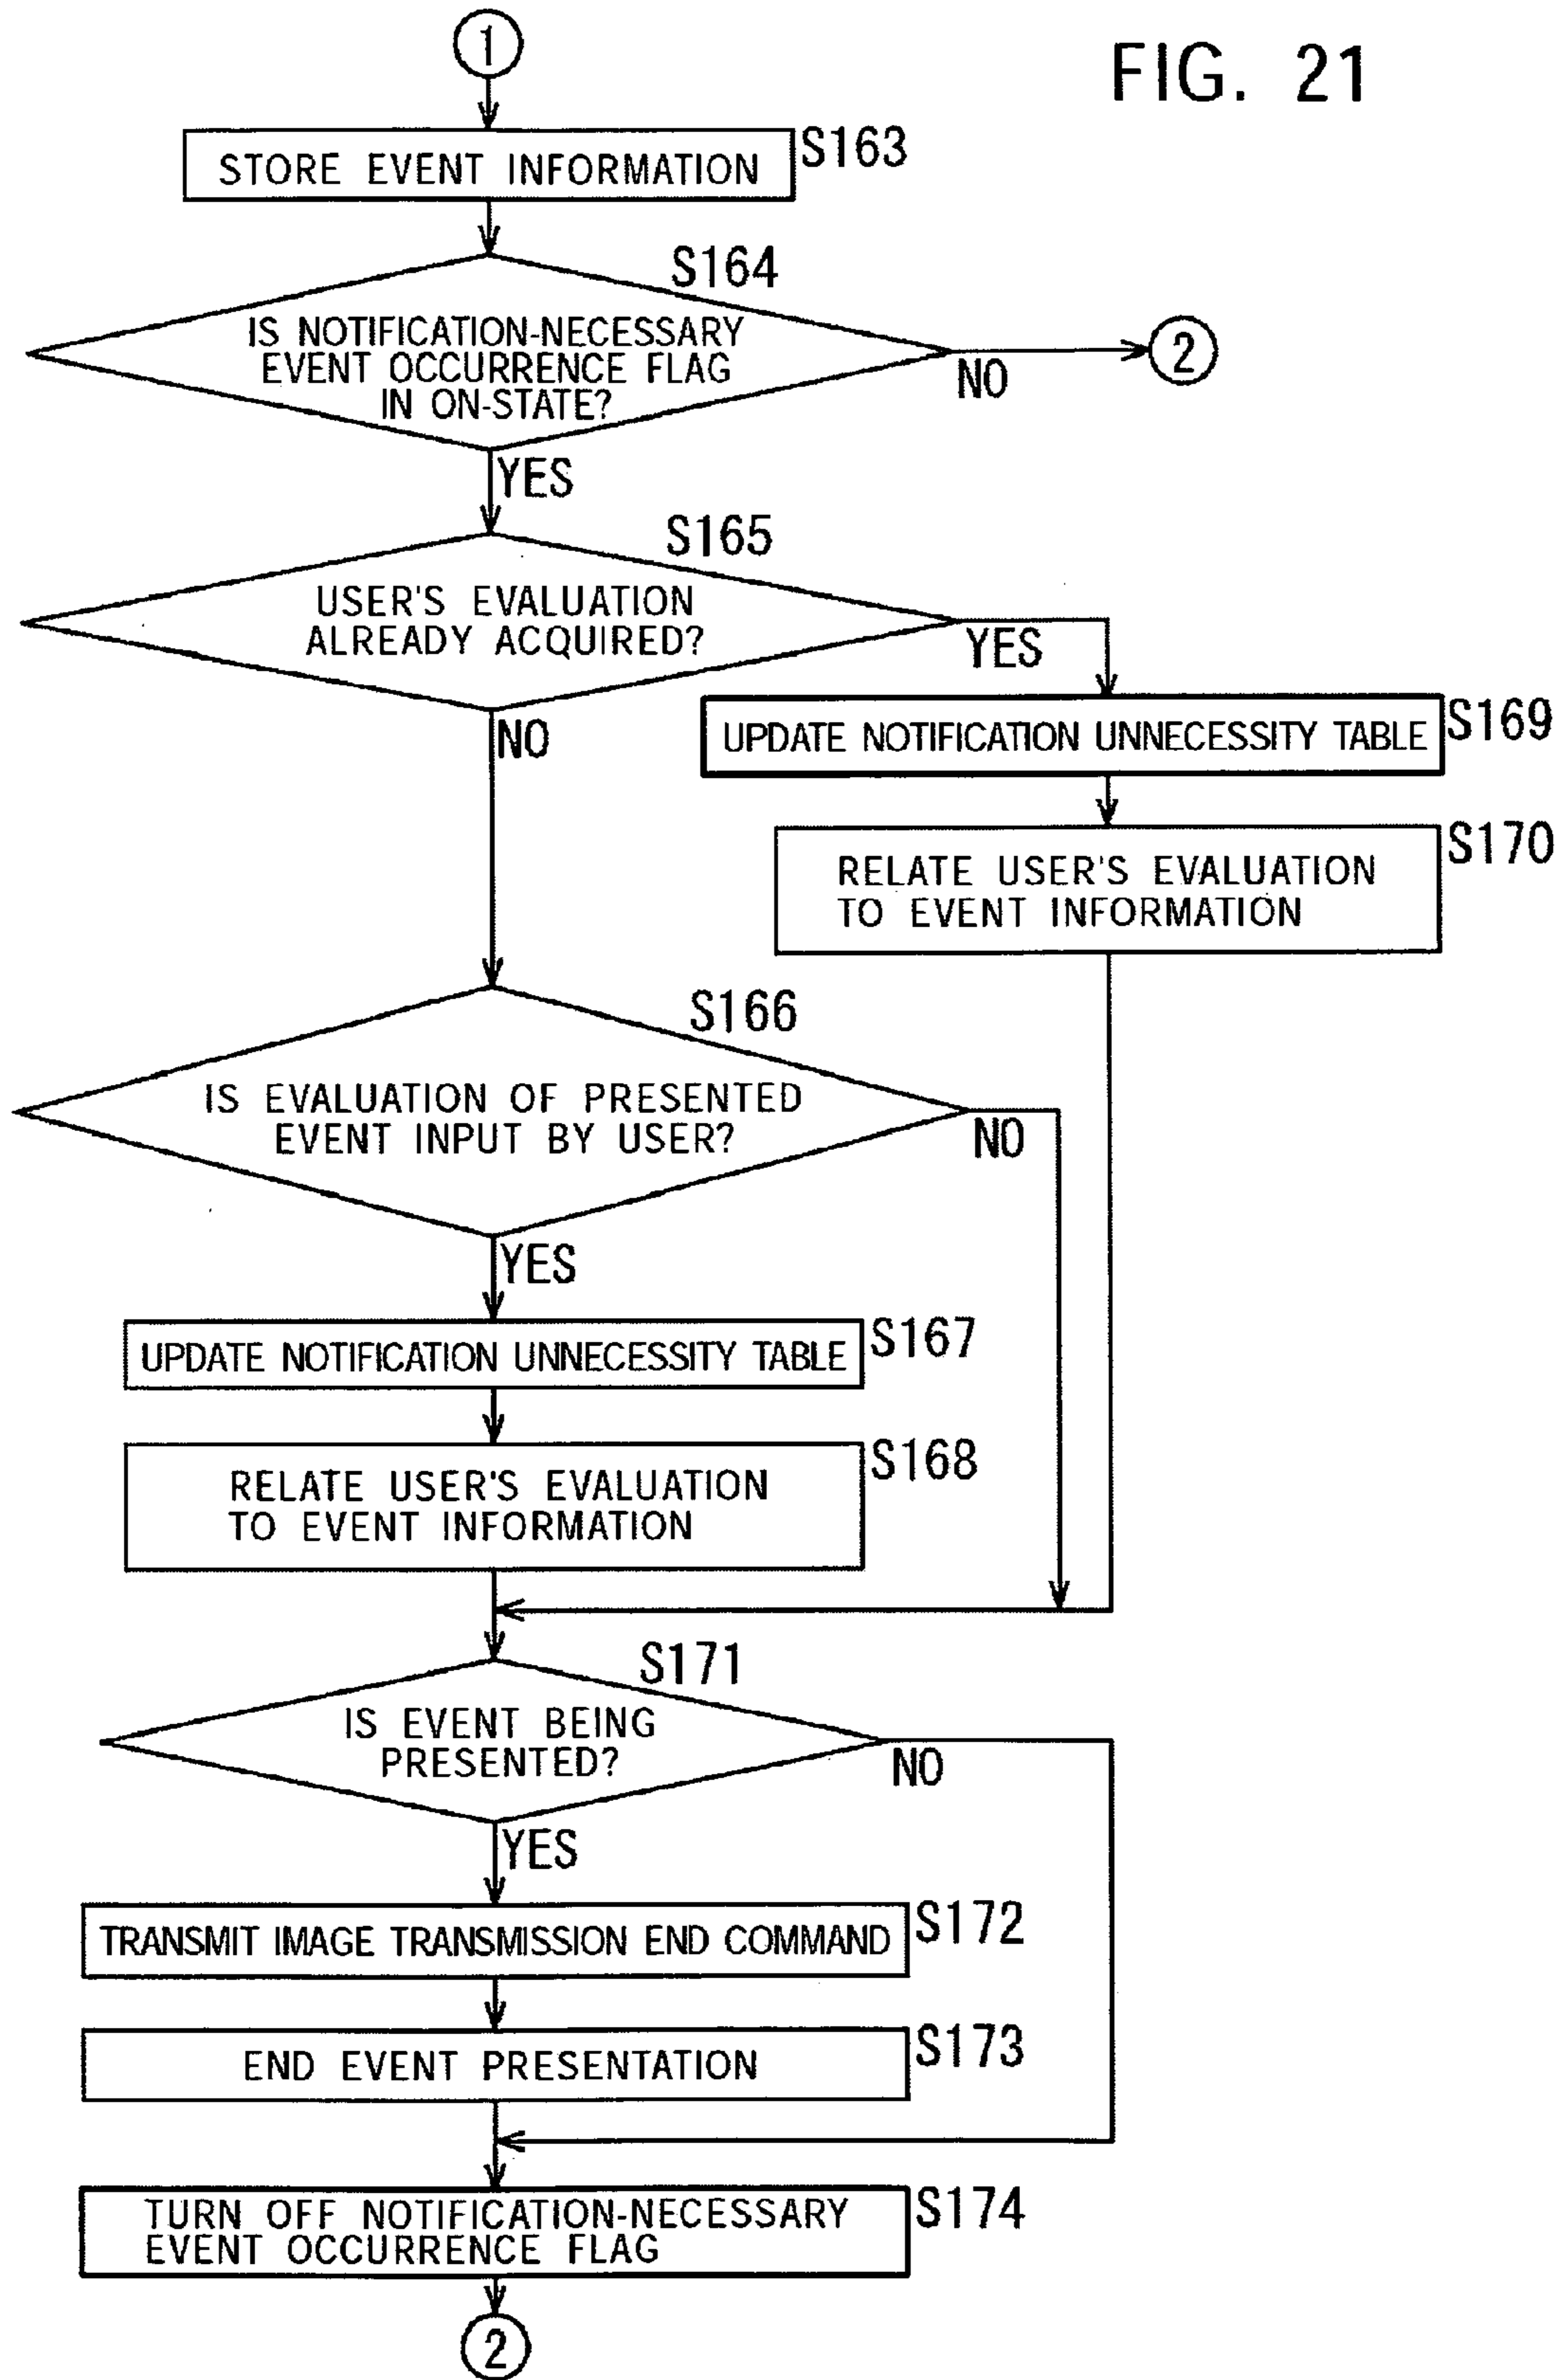 1
FIG. 21
STORE EVENT INFORMATION
S163
S164
IS NOTIFICATION-NECESSARY
EVENT OCCURRENCE FLAG
IN ON-STATE?
NO
2
YES
S165
USER'S EVALUATION
ALREADY ACQUIRED?
YES
NO
UPDATE NOTIFICATION UNNECESSITY TABLE
S169
RELATE USER'S EVALUATION
TO EVENT INFORMATION
S170
S166
IS EVALUATION OF PRESENTED
EVENT INPUT BY USER?
NO
YES
UPDATE NOTIFICATION UNNECESSITY TABLE
S167
RELATE USER'S EVALUATION
TO EVENT INFORMATION
S168
S171
IS EVENT BEING
PRESENTED?
NO
YES
TRANSMIT IMAGE TRANSMISSION END COMMAND
S172
END EVENT PRESENTATION
S173
TURN OFF NOTIFICATION-NECESSARY
EVENT OCCURRENCE FLAG
S174
2